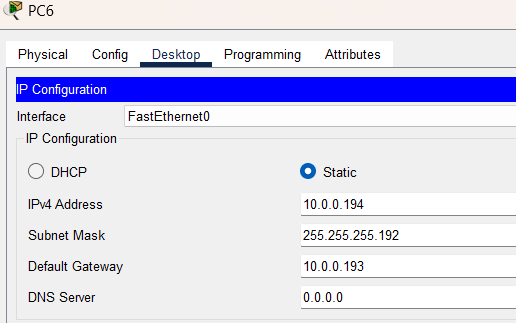 PC6
Physical Config Desktop Programming Attributes
IP Configuration
Interface FastEthernet0
IP Configuration
DHCP Static
IPv4 Address 10.0.0.194
Subnet Mask 255.255.255.192
Default Gateway 10.0.0.193
DNS Server 0.0.0.0